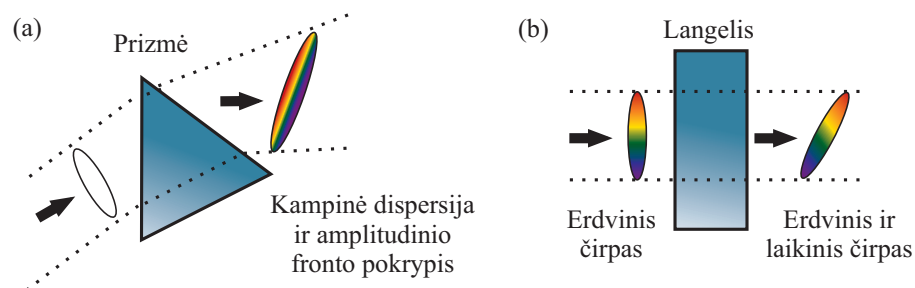 (a)
Prizmė
Kampinė dispersija
ir amplitudinio
fronto pokrypis
(b)
Langelis
Erdvinis
čirpas
Erdvinis ir
laikinis čirpas